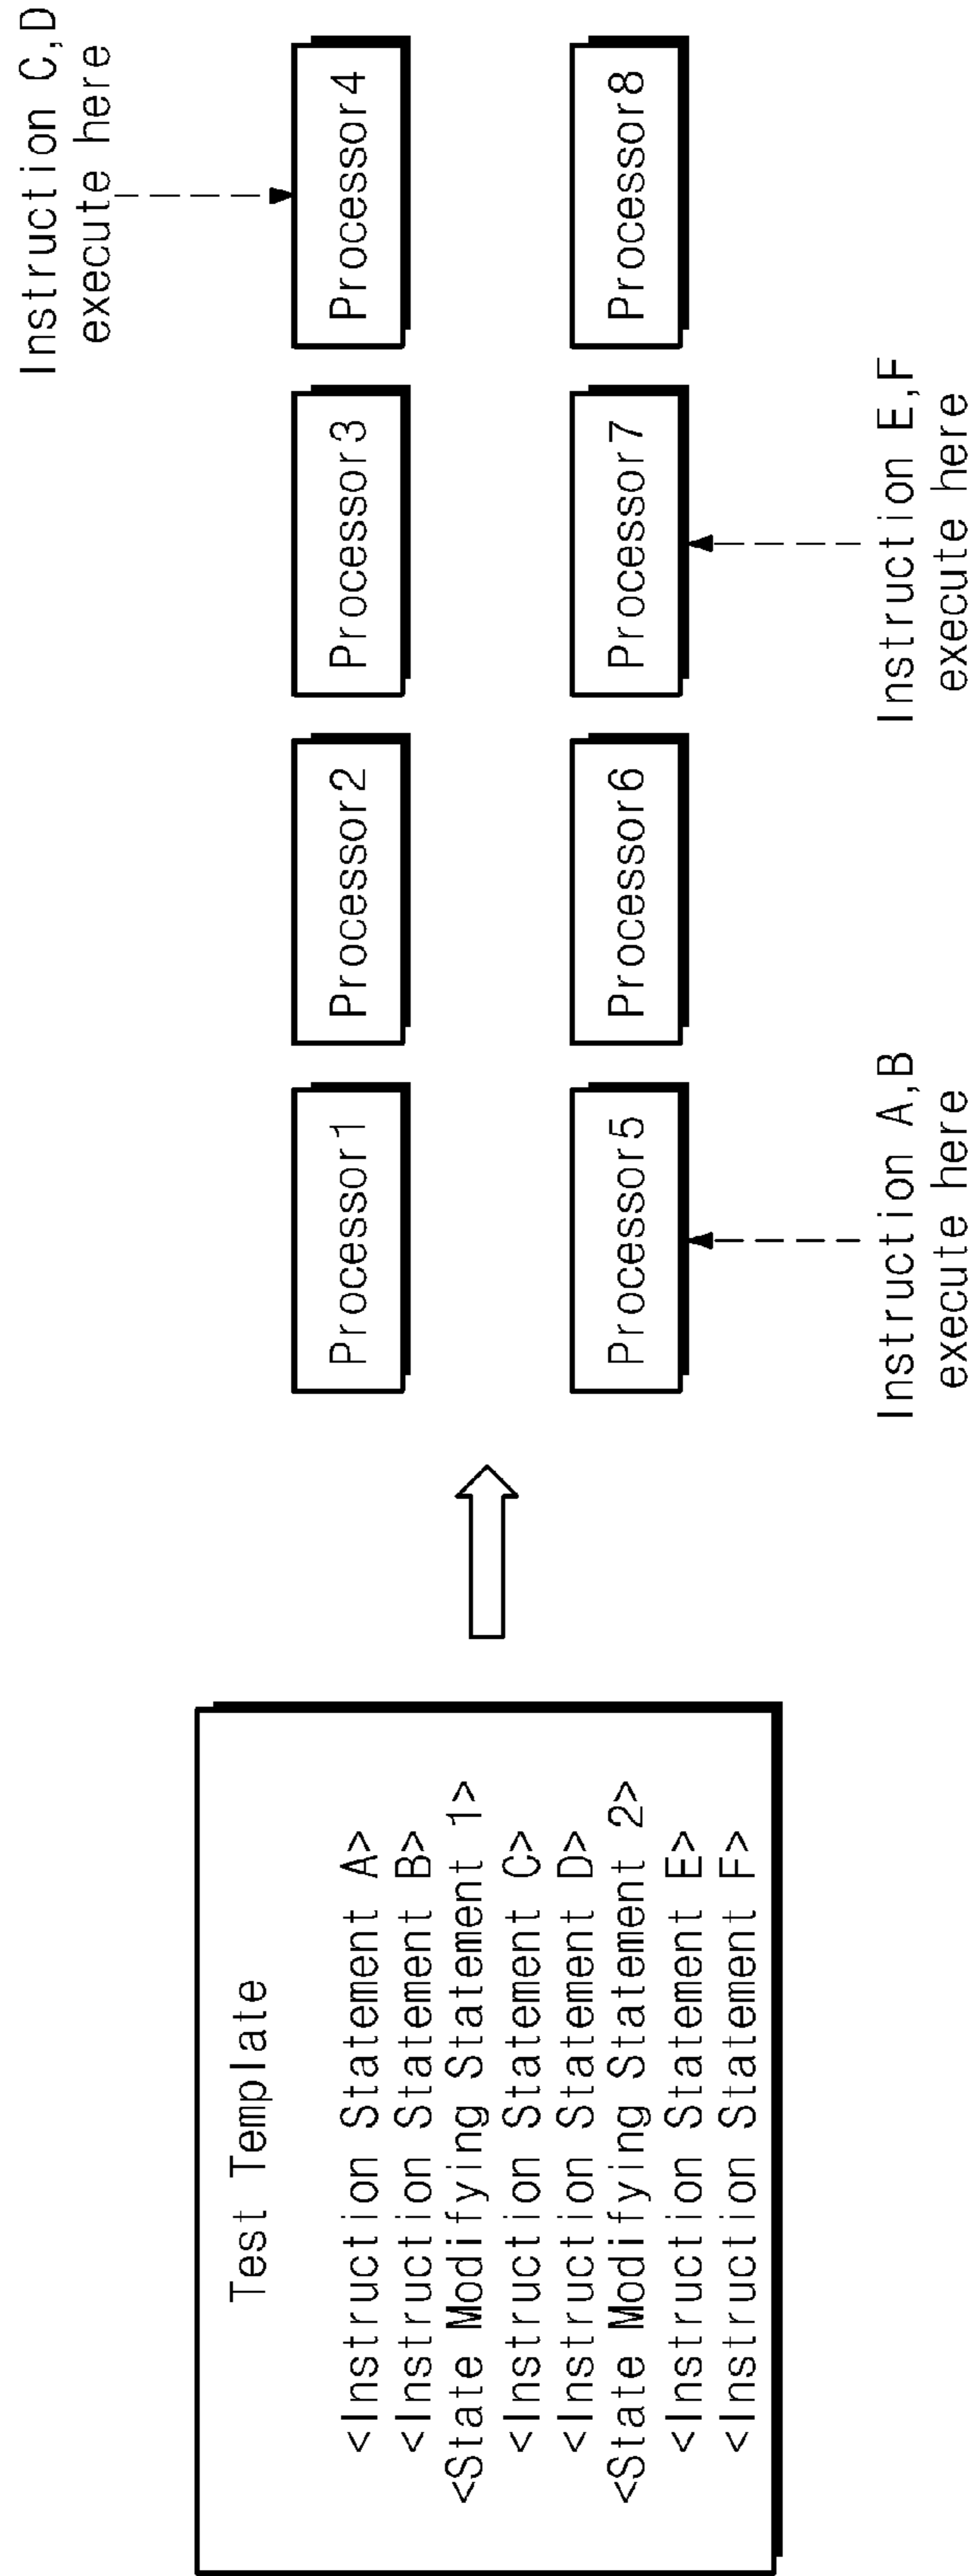 Test Template
<Instruction Statement A>
<Instruction Statement B>
<State Modifying Statement 1>
<Instruction Statement C>
<Instruction Statement D>
<State Modifying Statement 2>
<Instruction Statement E>
<Instruction Statement F>
Instruction C,D
execute here
Processor1
Processor2
Processor3
Processor4
Processor5
Processor6
Processor7
Processor8
Instruction A,B
execute here
Instruction E,F
execute here